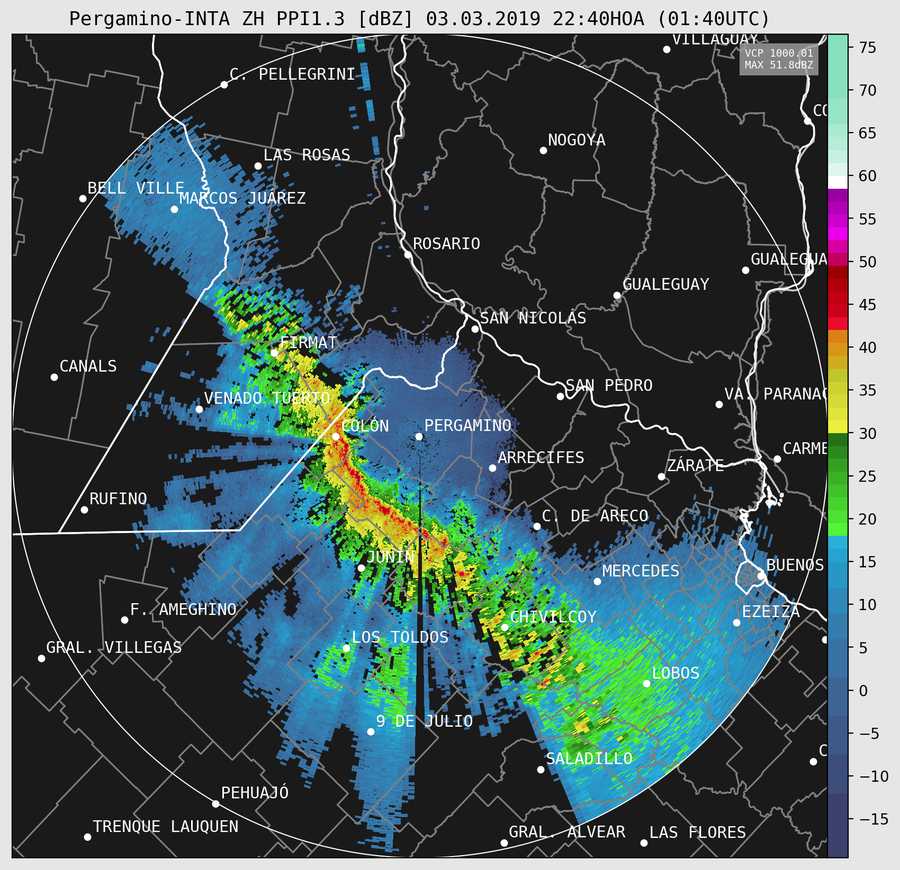 Pergamino-INTA ZH PPI1.3 [dBZ] 03.03.2019 22:40HOA (01:40UTC)
VILLAGUAY
VCP 1000.01
MAX 51.8dBZ
75
C. PELLEGRINI
70
CO
65
NOGOYA
LAS ROSAS
60
BELL VILLE
MARCOS JUÁREZ
55
ROSARIO
GUALEGUA
50
GUALEGUAY
45
SAN NICOLÁS
FIRMAT
40
CANALS
SAN PEDRO
35
VENADO TUERTO
VA. PARANAC
COLÓN
PERGAMINO
30
CARME
ARRECIFES
ZÁRATE
25
RUFINO
C. DE ARECO
20
JUNÍN
MERCEDES
BUENOS
15
F. AMEGHINO
CHIVILCOY
EZEIZA
10
LOS TOLDOS
GRAL. VILLEGAS
5
LOBOS
0
9 DE JULIO
-5
SALADILLO
C
-10
PEHUAJÓ
-15
TRENQUE LAUQUEN
GRAL. ALVEAR
LAS FLORES